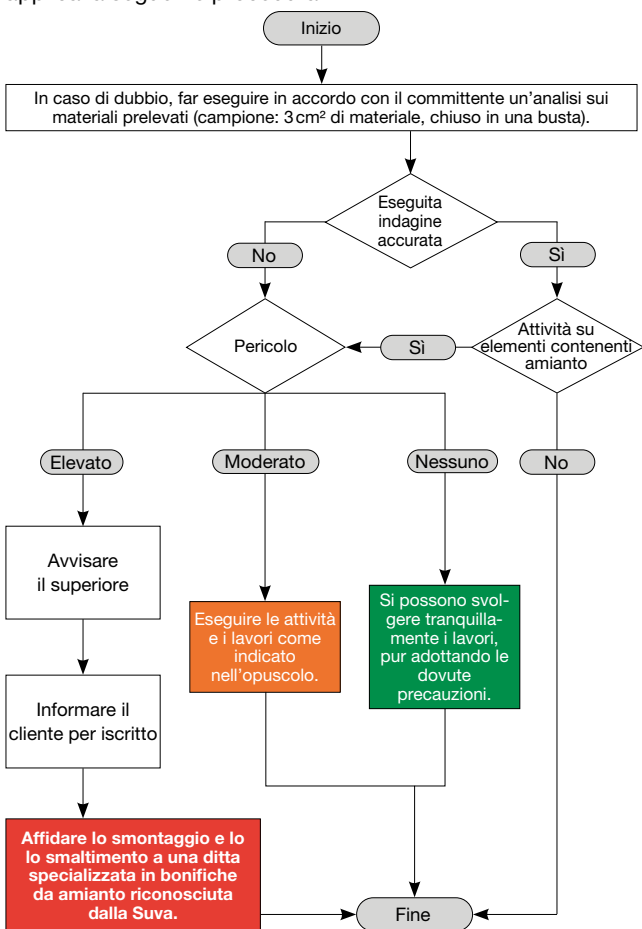 Inizio
In caso di dubbio, far eseguire in accordo con il committente un'analisi sui
materiali prelevati (campione: 3 cm² di materiale, chiuso in una busta).
Eseguita
indagine
accurata
No
Sì
Pericolo
Sì
Attività su
elementi contenenti
amianto
Elevato
Moderato
Nessuno
No
Avvisare
il superiore
Eseguire le attività
e i lavori come
indicato
nell'opuscolo.
Si possono svol-
gere tranquilla-
mente i lavori,
pur adottando le
dovute
precauzioni.
Informare il
cliente per iscritto
Affidare lo smontaggio e lo
lo smaltimento a una ditta
specializzata in bonifiche
da amianto riconosciuta
dalla Suva.
Fine